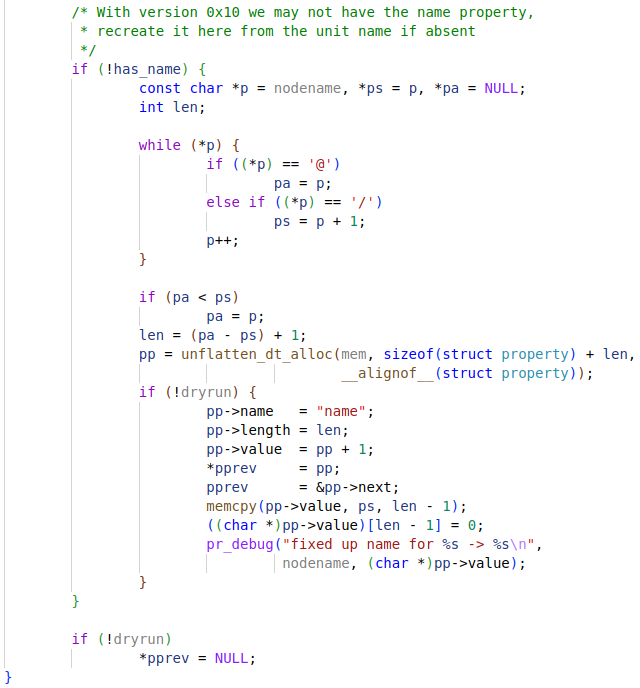 /* With version 0x10 we may not have the name property,
 * recreate it here from the unit name if absent
 */
if (!has_name) {
const char *p = nodename, *ps = p, *pa = NULL;
int len;
while (*p) {
if ((*p) == '@')
pa = p;
else if ((*p) == '/')
ps = p + 1;
p++;
}
if (pa < ps)
pa = p;
len = (pa - ps) + 1;
pp = unflatten_dt_alloc(mem, sizeof(struct property) + len,
__alignof__(struct property));
if (!dryrun) {
pp->name   = "name";
pp->length = len;
pp->value  = pp + 1;
*pprev     = pp;
pprev      = &pp->next;
memcpy(pp->value, ps, len - 1);
((char *)pp->value)[len - 1] = 0;
pr_debug("fixed up name for %s -> %s\n",
nodename, (char *)pp->value);
}
}
if (!dryrun)
*pprev = NULL;
}